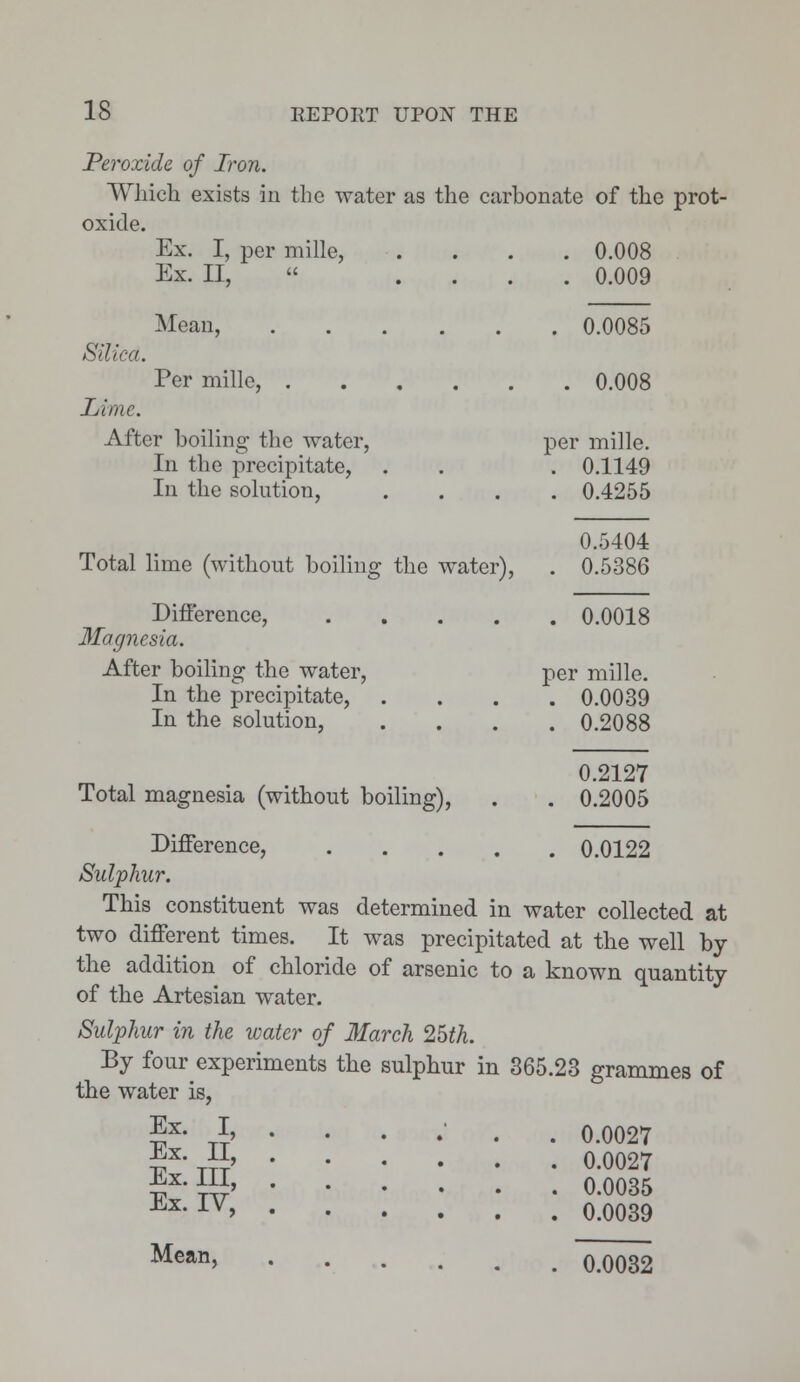 18 REPORT UPON THE
Peroxide of Iron.
Which exists in the water as the carbonate of the prot-
oxide.
Ex. I, per mille, . . . . 0.008
Ex. II, “ . . . . 0.009
Mean, . . . . . . 0.0085
Silica.
Per mille, . . . . . . 0.008
Lime.
After boiling the water, per mille.
In the precipitate, . . . 0.1149
In the solution, . . . . 0.4255
0.5404
Total lime (without boiling the water), . 0.5386
Difference, . . . . . 0.0018
Magnesia.
After boiling the water, per mille.
In the precipitate, . . . . 0.0039
In the solution, . . . . 0.2088
0.2127
Total magnesia (without boiling), . . 0.2005
Difference, . . . . . 0.0122
Sulphur.
This constituent was determined in water collected at
two different times. It was precipitated at the well by
the addition of chloride of arsenic to a known quantity
of the Artesian water.
Sulphur in the water of March 25th.
By four experiments the sulphur in 365.23 grammes of
the water is,
Ex. I, . . . . . . 0.0027
Ex. II, . . . . . . 0.0027
Ex. III, . . . . . . 0.0035
Ex. IV, . . . . . . 0.0039
Mean, . . . . . . 0.0032